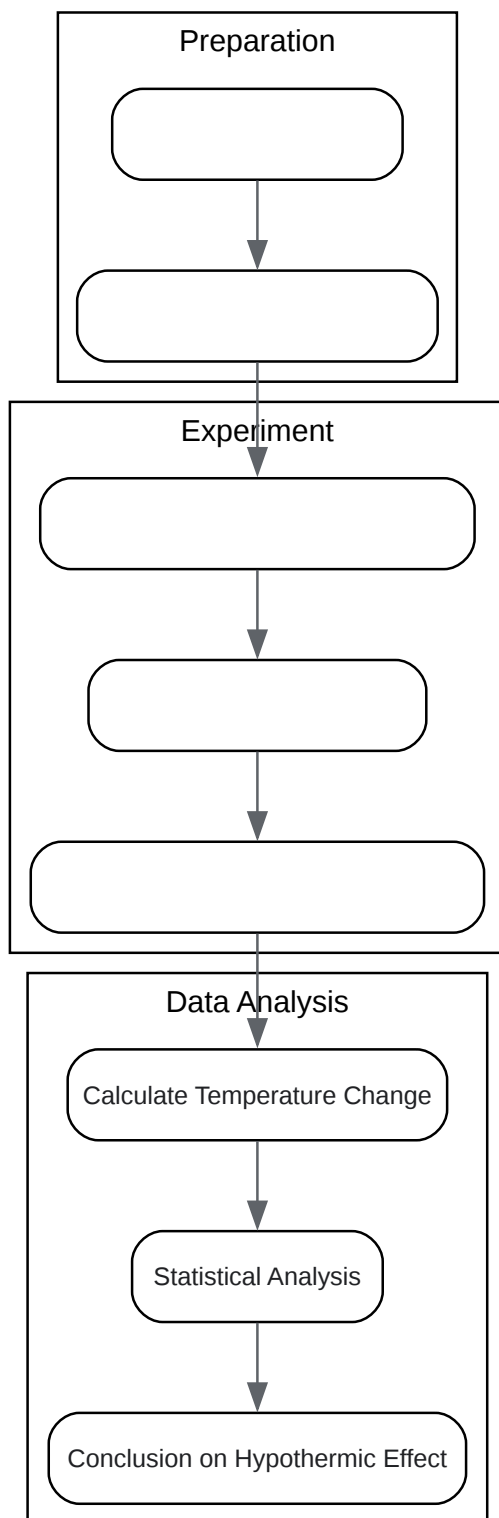 Preparation
Experiment
Data Analysis
Calculate Temperature Change
Statistical Analysis
Conclusion on Hypothermic Effect